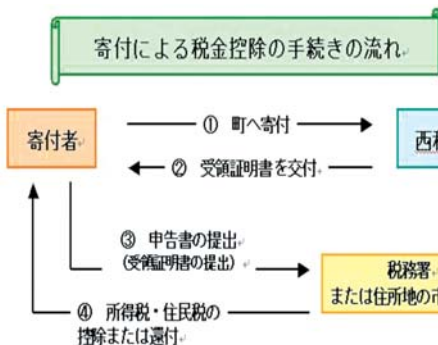 寄付による税金控除の手続きの流れ
① 町へ寄付
寄付者
② 受領証明書を交付
③ 申告書の提出
(受領証明書の提出)
税務署
または住所地の市
④ 所得税・住民税の
控除または還付